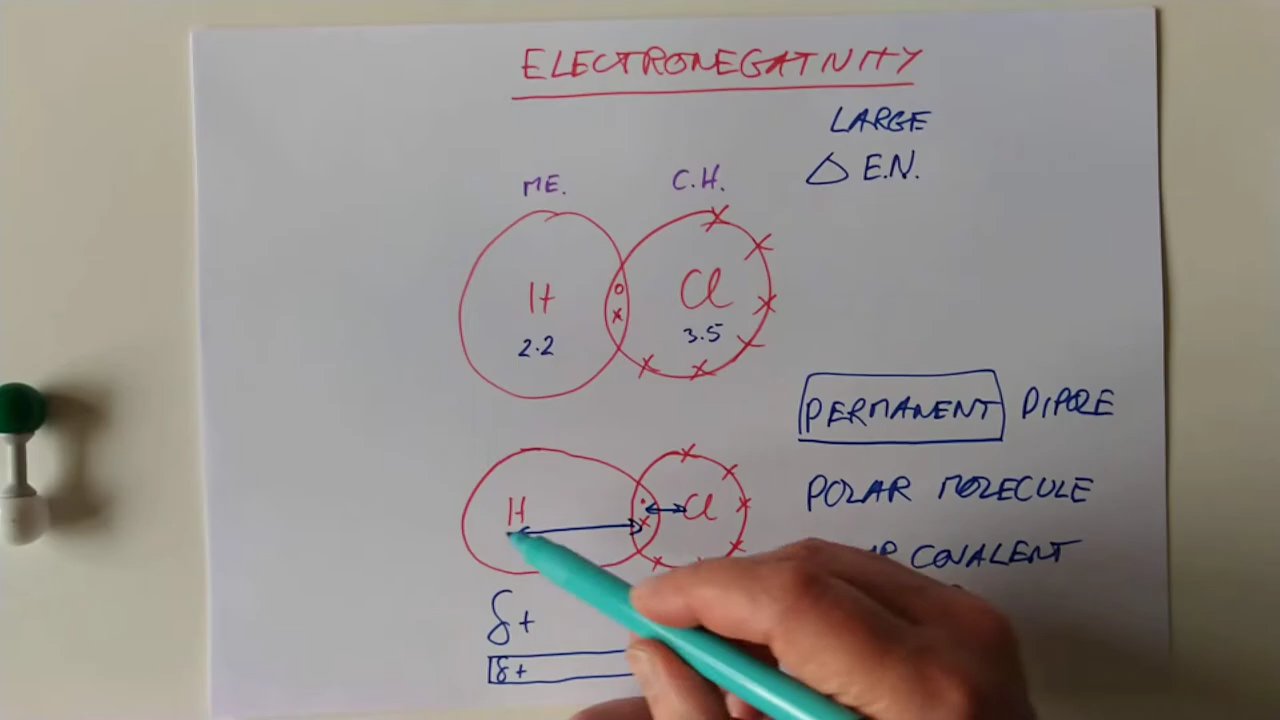 ELECTRONEGATIVITY
LARGE
Δ E.N.
ME. C.H.
H Cl
2.2 3.5
PERMANENT DIPOLE
POLAR MOLECULE
H Cl
COVALENT
δ+
δ+